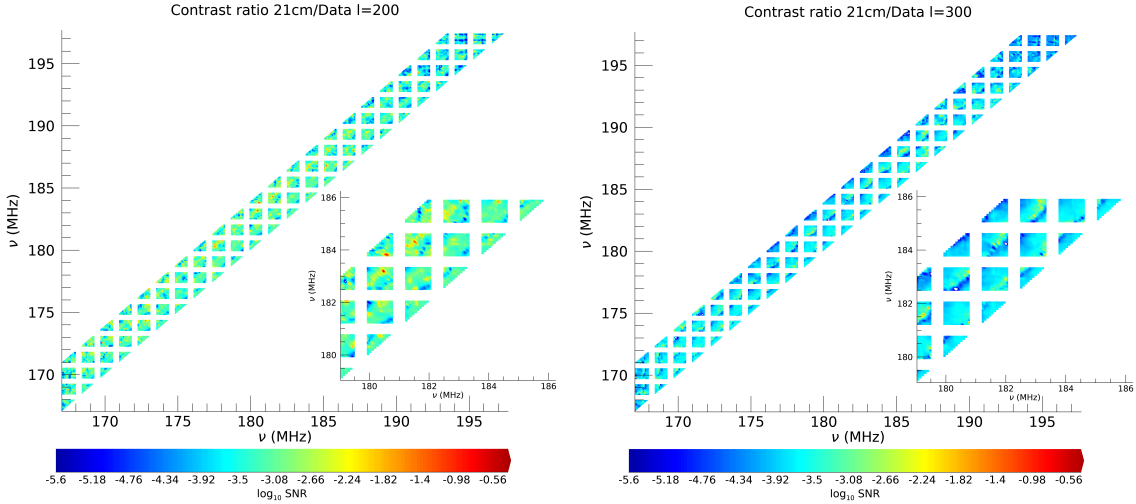 Contrast ratio 21cm/Data l=200
195
190
185
180
175
170
ν (MHz)
170 175 180 185 190 195
ν (MHz)
186
184
182
180
ν (MHz)
180 182 184 186
ν (MHz)
-5.6 -5.18 -4.76 -4.34 -3.92 -3.5 -3.08 -2.66 -2.24 -1.82 -1.4 -0.98 -0.56
log₁₀ SNR
Contrast ratio 21cm/Data l=300
195
190
185
180
175
170
ν (MHz)
170 175 180 185 190 195
ν (MHz)
186
184
182
180
ν (MHz)
180 182 184 186
ν (MHz)
-5.6 -5.18 -4.76 -4.34 -3.92 -3.5 -3.08 -2.66 -2.24 -1.82 -1.4 -0.98 -0.56
log₁₀ SNR